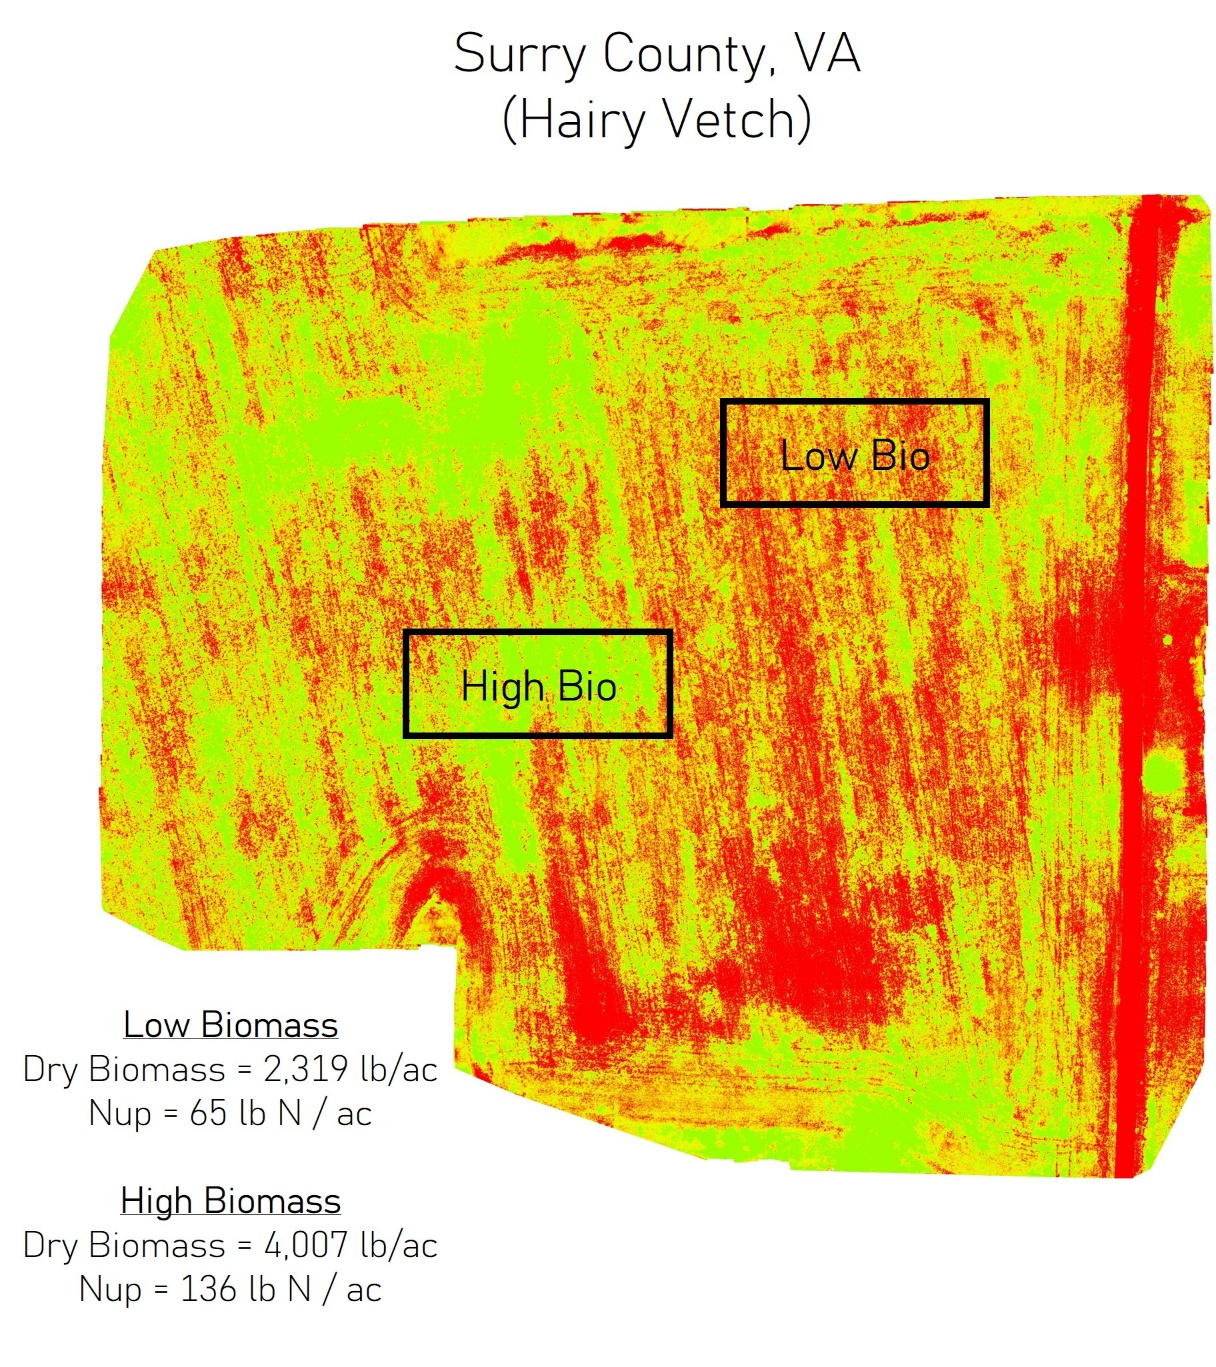 Surry County, VA
(Hairy Vetch)
Low Bio
High Bio
Low Biomass
Dry Biomass = 2,319 lb/ac
Nup = 65 lb N / ac
High Biomass
Dry Biomass = 4,007 lb/ac
Nup = 136 lb N / ac